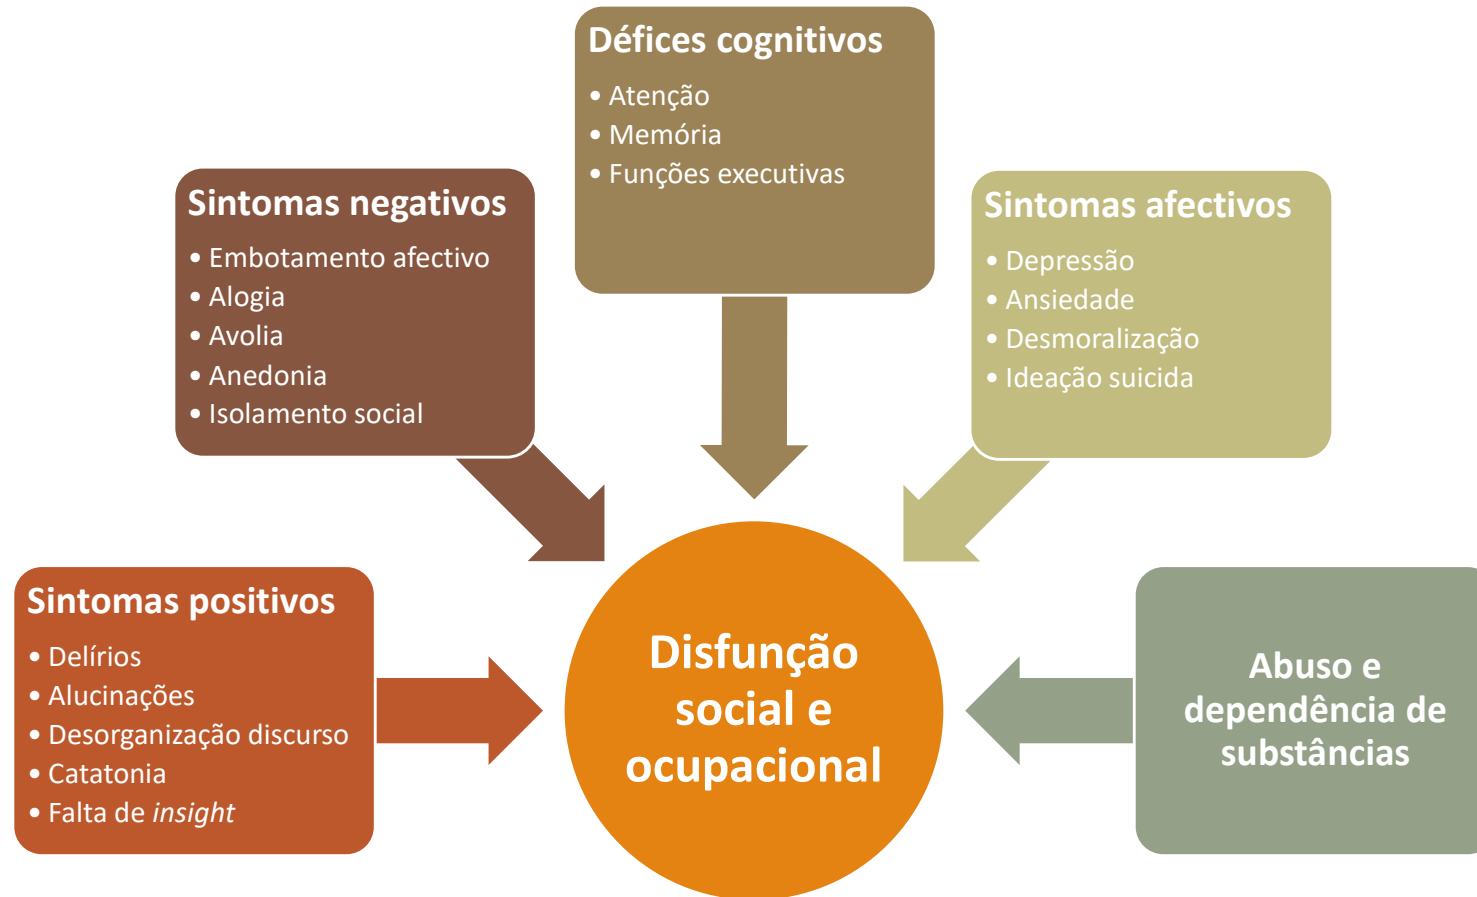 Défices cognitivos
• Atenção
• Memória
• Funções executivas
Sintomas negativos
• Embotamento afectivo
• Alogia
• Avolia
• Anedonia
• Isolamento social
Sintomas afectivos
• Depressão
• Ansiedade
• Desmoralização
• Ideação suicida
Sintomas positivos
• Delírios
• Alucinações
• Desorganização discurso
• Catatonia
• Falta de insight
Disfunção
social e
ocupacional
Abuso e
dependência de
substâncias